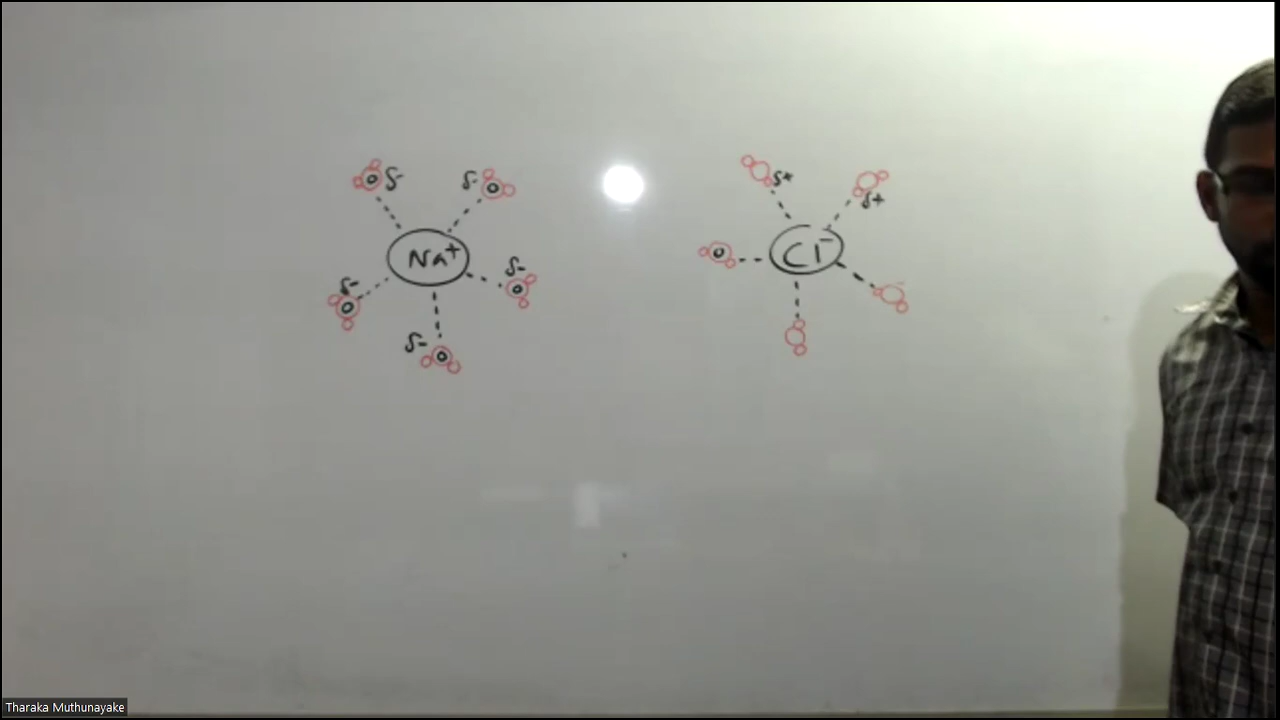 δ- δ-
δ+ δ+
Na+
Cl-
δ- δ-
δ-
Tharaka Muthunayake